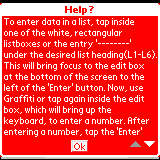 Help?
To enter data in a list, tap inside
one of the white, rectangular
listboxes or the entry '--------'
under the desired list heading(L1-L6).
This will bring focus to the edit box
at the bottom of the screen to the
left of the 'Enter' button. Now, use
Graffiti or tap again inside the edit
box, which will bring up the
keyboard, to enter a number. After
entering a number, tap the 'Enter'
Ok